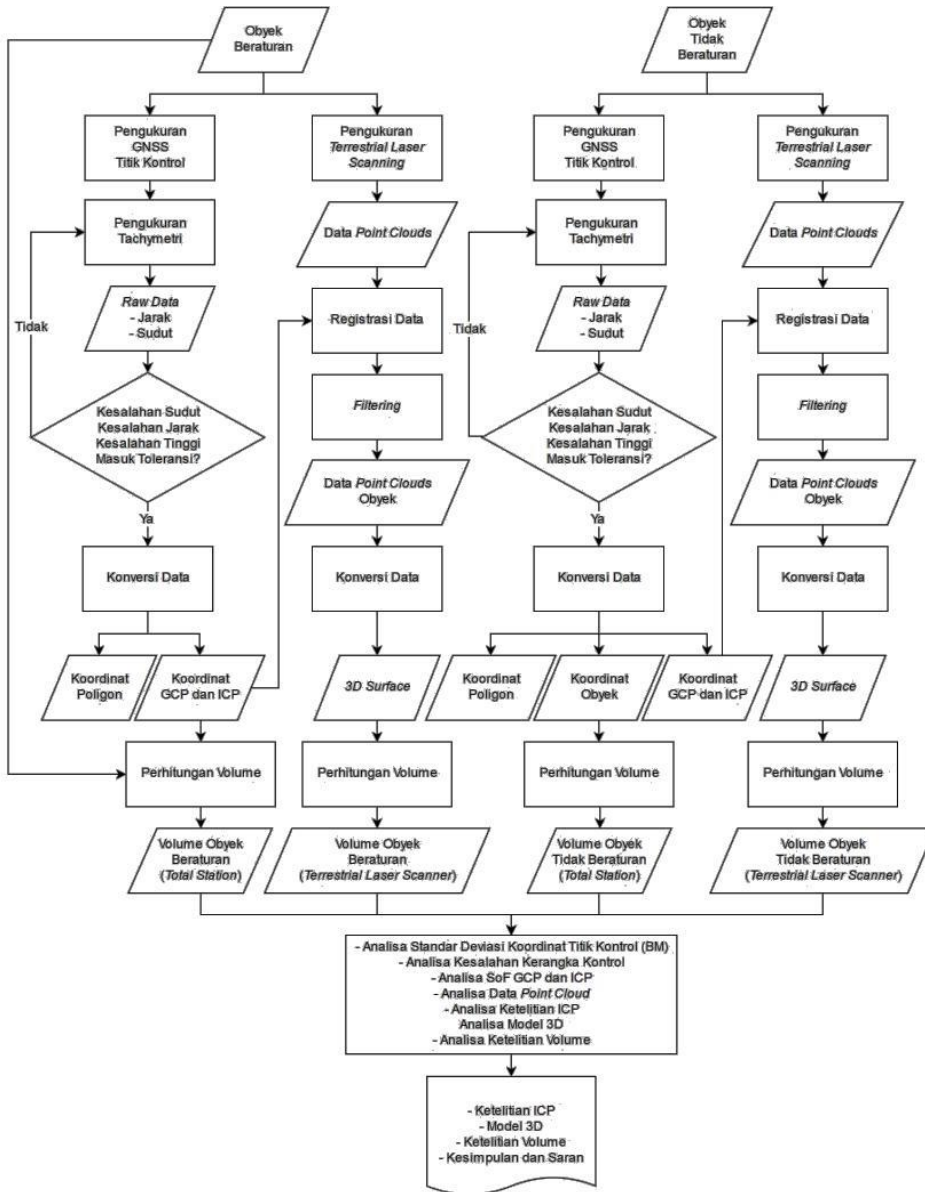 Obyek
Beraturan
Obyek
Tidak
Beraturan
Pengukuran
GNSS
Titik Kontrol
Pengukuran
Terrestrial Laser
Scanning
Pengukuran
GNSS
Titik Kontrol
Pengukuran
Terrestrial Laser
Scanning
Pengukuran
Tachymetri
Data Point Clouds
Pengukuran
Tachymetri
Data Point Clouds
Raw Data
- Jarak
- Sudut
Registrasi Data
Raw Data
- Jarak
- Sudut
Registrasi Data
Tidak
Tidak
Kesalahan Sudut
Kesalahan Jarak
Kesalahan Tinggi
Masuk Toleransi?
Filtering
Kesalahan Sudut
Kesalahan Jarak
Kesalahan Tinggi
Masuk Toleransi?
Filtering
Data Point Clouds
Obyek
Data Point Clouds
Obyek
Ya
Ya
Konversi Data
Konversi Data
Konversi Data
Konversi Data
Koordinat
Poligon
Koordinat
GCP dan ICP
3D Surface
Koordinat
Poligon
Koordinat
Obyek
Koordinat
GCP dan ICP
3D Surface
Perhitungan Volume
Perhitungan Volume
Perhitungan Volume
Perhitungan Volume
Volume Obyek
Beraturan
(Total Station)
Volume Obyek
Beraturan
(Terrestrial Laser Scanner)
Volume Obyek
Tidak Beraturan
(Total Station)
Volume Obyek
Tidak Beraturan
(Terrestrial Laser Scanner)
- Analisa Standar Deviasi Koordinat Titik Kontrol (BM)
- Analisa Kesalahan Kerangka Kontrol
- Analisa SoF GCP dan ICP
- Analisa Data Point Cloud
- Analisa Ketelitian ICP
Analisa Model 3D
- Analisa Ketelitian Volume
- Ketelitian ICP
- Model 3D
- Ketelitian Volume
- Kesimpulan dan Saran